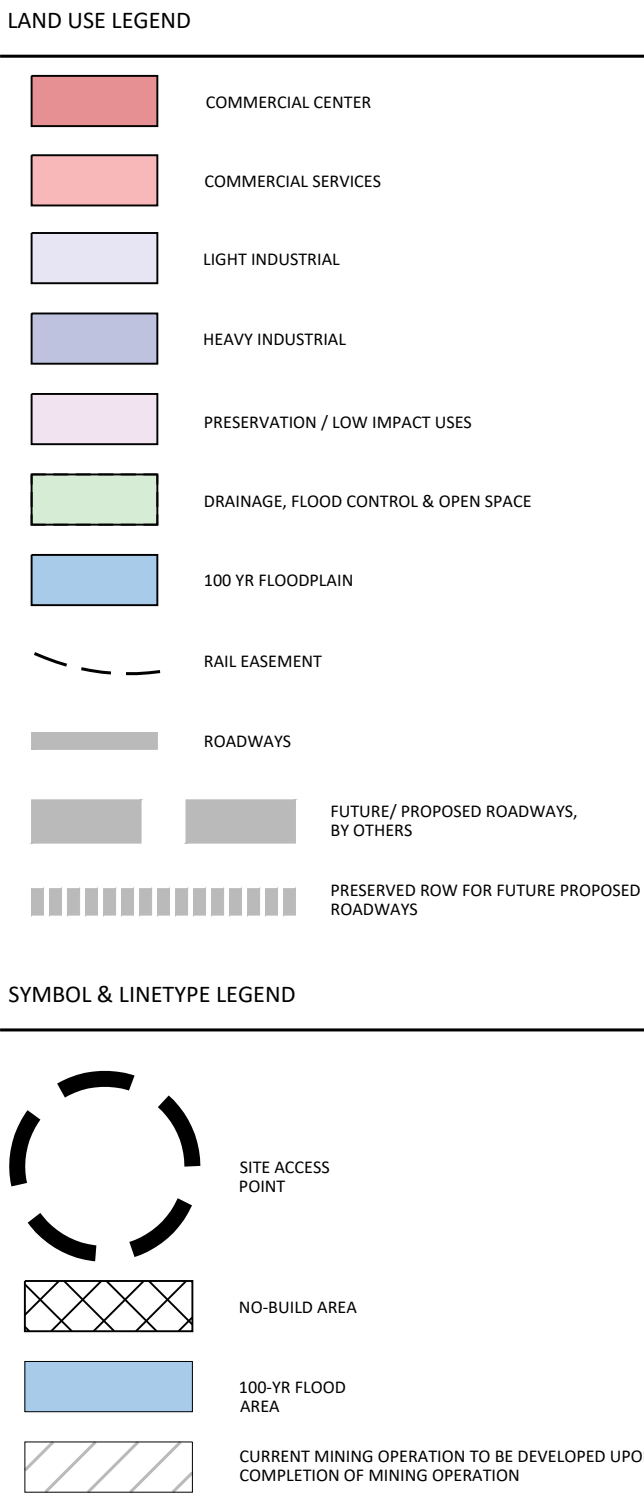 LAND USE LEGEND
COMMERCIAL CENTER
COMMERCIAL SERVICES
LIGHT INDUSTRIAL
HEAVY INDUSTRIAL
PRESERVATION / LOW IMPACT USES
DRAINAGE, FLOOD CONTROL & OPEN SPACE
100 YR FLOODPLAIN
RAIL EASEMENT
ROADWAYS
FUTURE/ PROPOSED ROADWAYS,
BY OTHERS
PRESERVED ROW FOR FUTURE PROPOSED
ROADWAYS
SYMBOL & LINETYPE LEGEND
SITE ACCESS
POINT
NO-BUILD AREA
100-YR FLOOD
AREA
CURRENT MINING OPERATION TO BE DEVELOPED UPO
COMPLETION OF MINING OPERATION